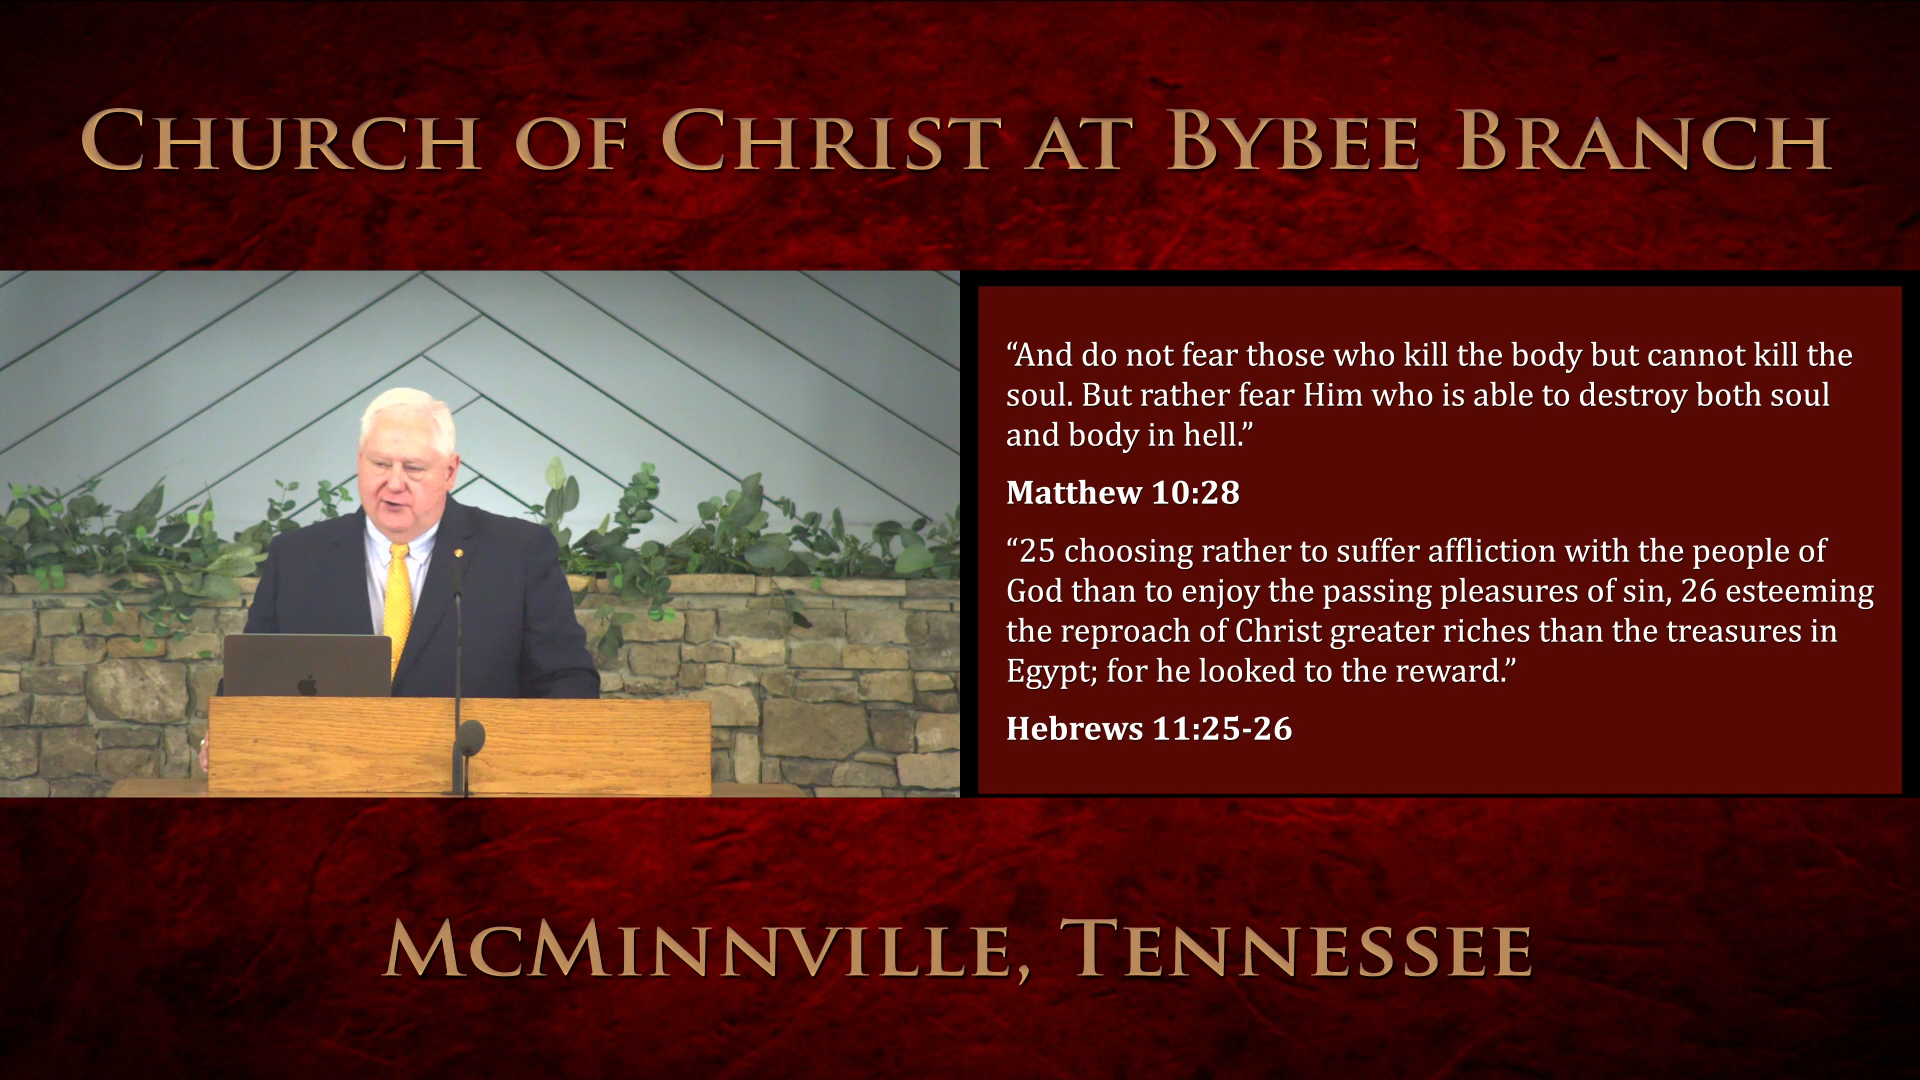 CHURCH OF CHRIST AT BYBEE BRANCH
“And do not fear those who kill the body but cannot kill the
soul. But rather fear Him who is able to destroy both soul
and body in hell.”
Matthew 10:28
“25 choosing rather to suffer affliction with the people of
God than to enjoy the passing pleasures of sin, 26 esteeming
the reproach of Christ greater riches than the treasures in
Egypt; for he looked to the reward.”
Hebrews 11:25-26
MCMINNVILLE, TENNESSEE